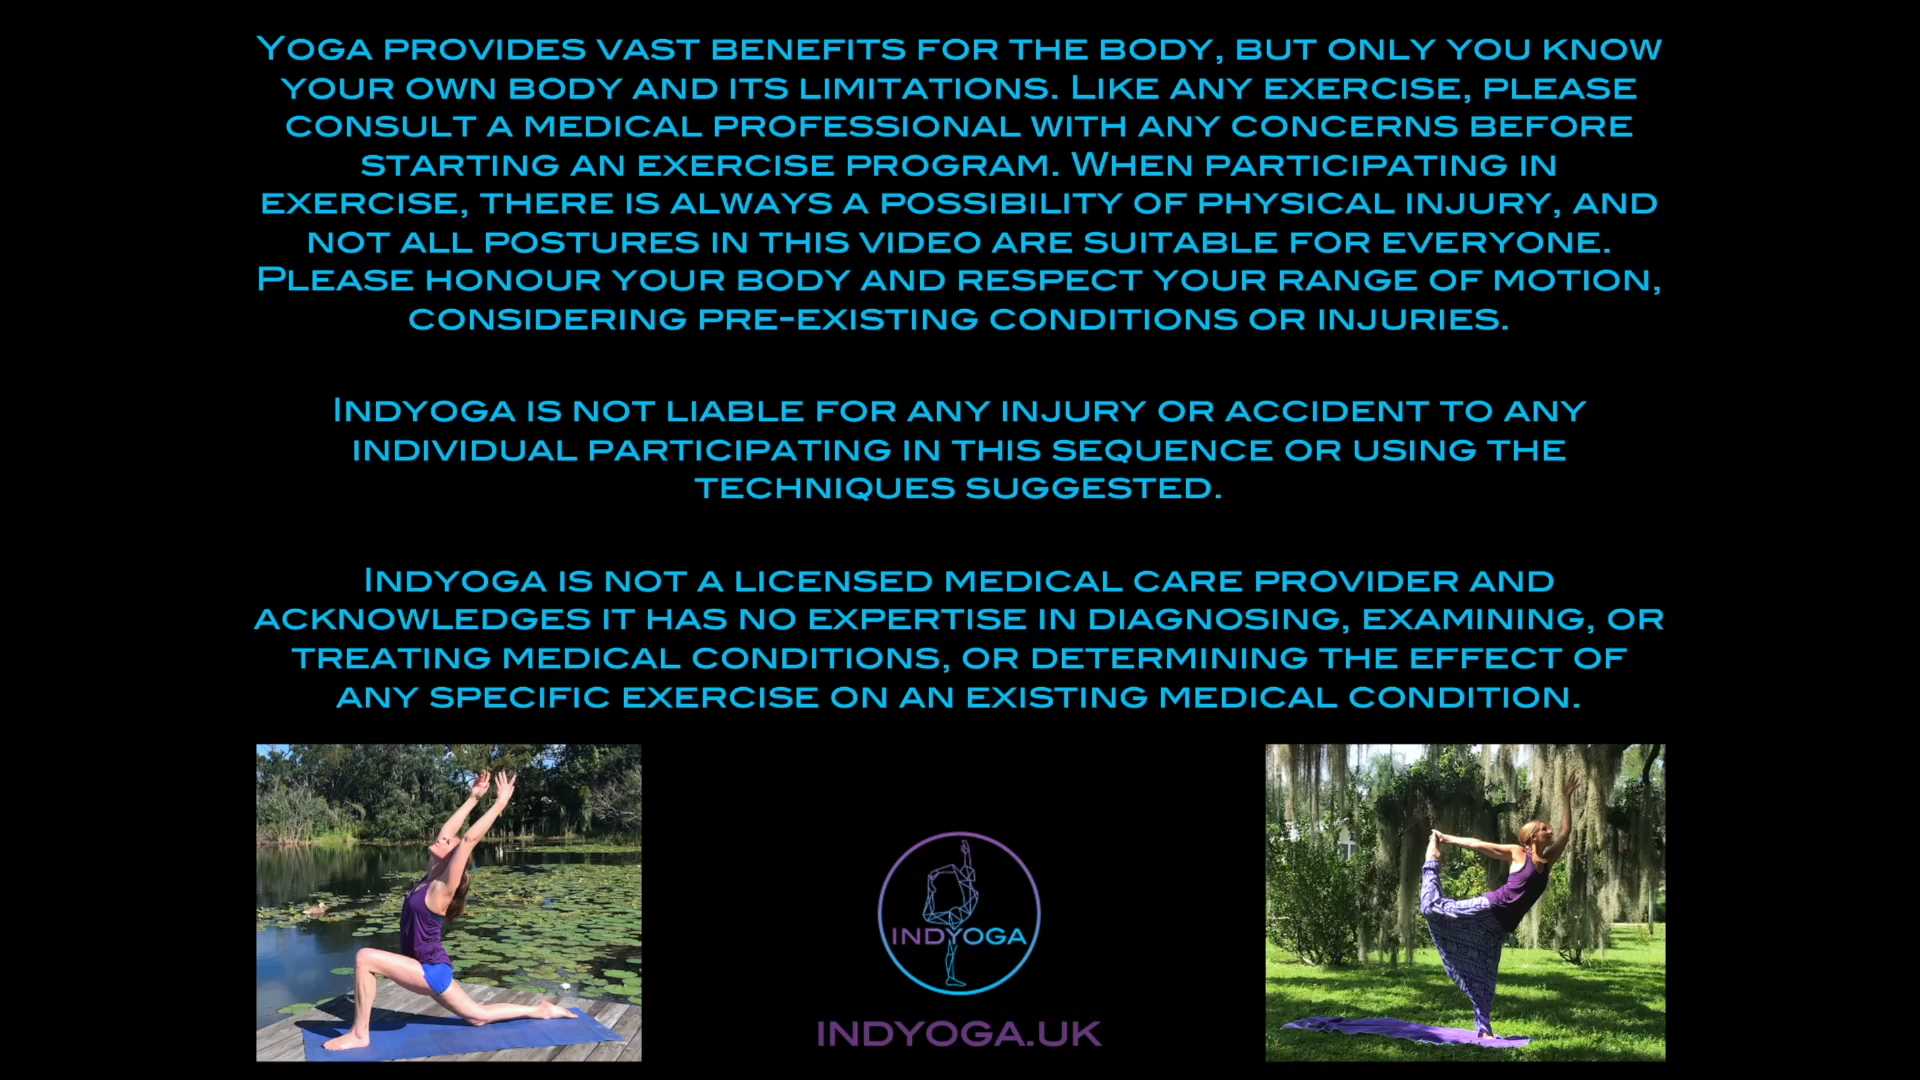 Yoga provides vast benefits for the body, but only you know
your own body and its limitations. Like any exercise, please
consult a medical professional with any concerns before
starting an exercise program. When participating in
exercise, there is always a possibility of physical injury, and
not all postures in this video are suitable for everyone.
Please honour your body and respect your range of motion,
considering pre-existing conditions or injuries.
Indyoga is not liable for any injury or accident to any
individual participating in this sequence or using the
techniques suggested.
Indyoga is not a licensed medical care provider and
acknowledges it has no expertise in diagnosing, examining, or
treating medical conditions, or determining the effect of
any specific exercise on an existing medical condition.
INDYOGA
INDYOGA.UK